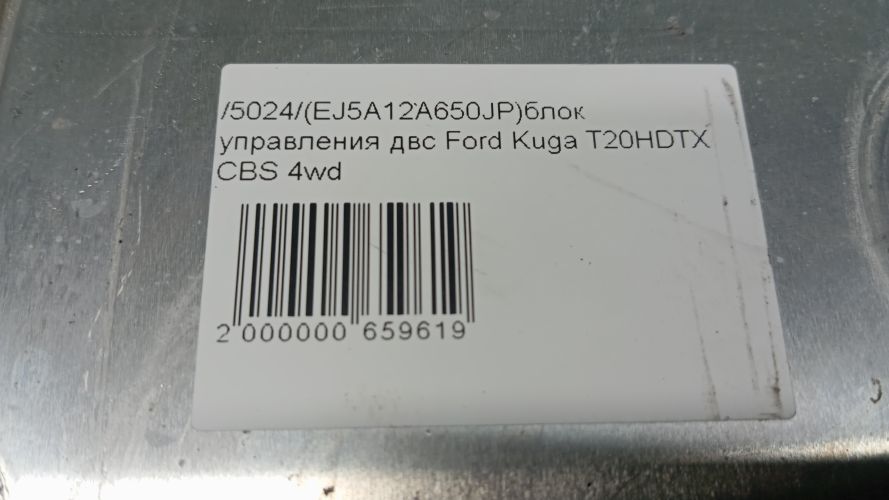 /5024/(EJ5A12A650JP)блок
управления двс Ford Kuga T20HDTX
CBS 4wd
2 000000 659619